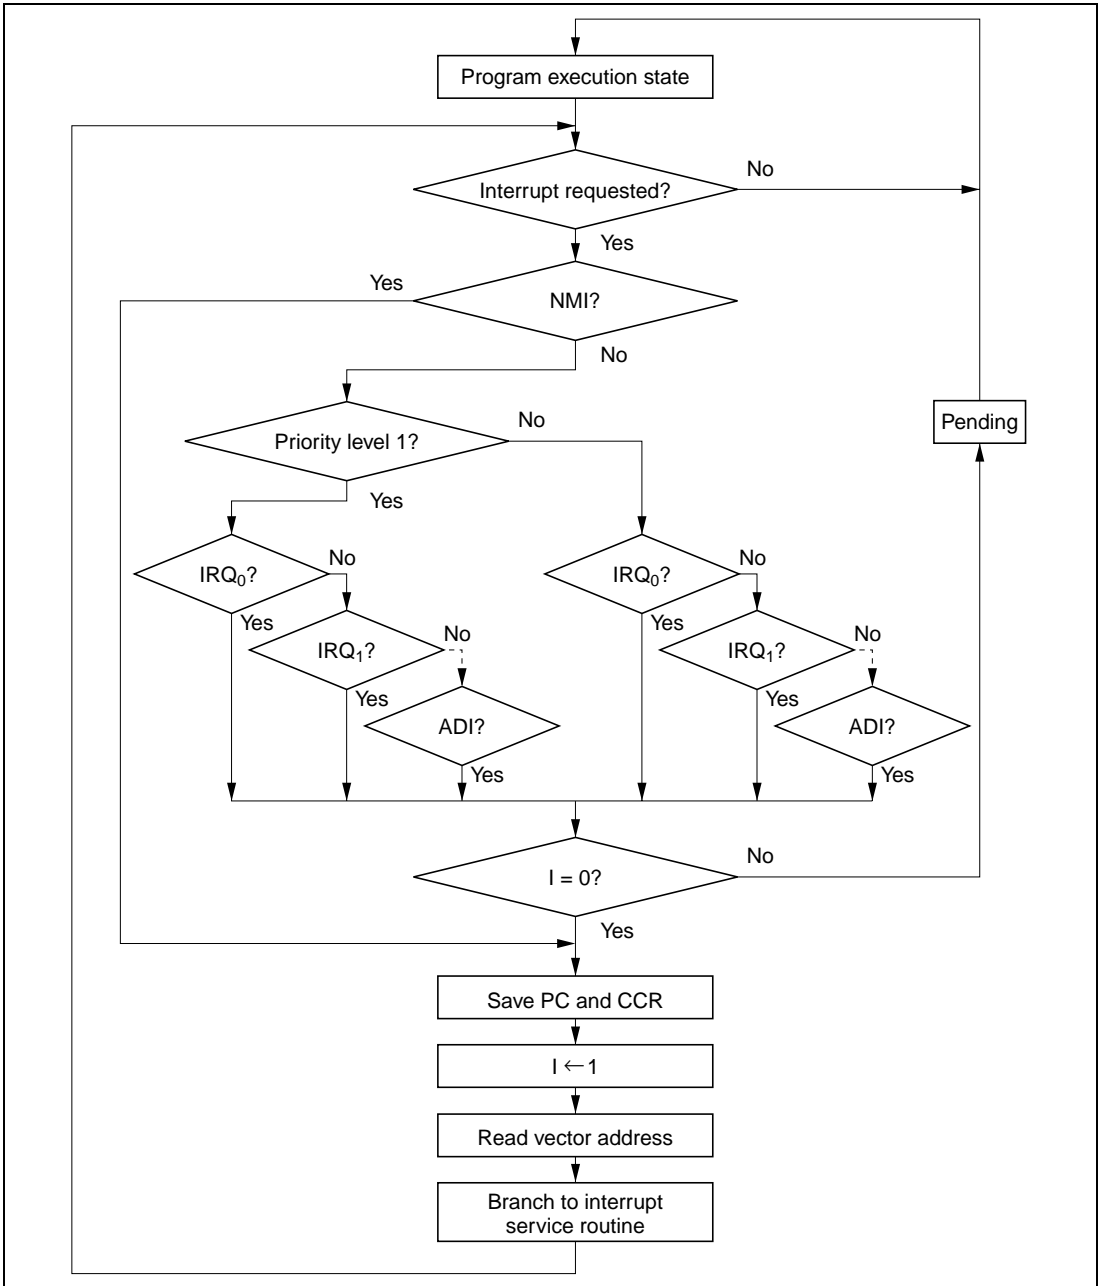 Program execution state
Interrupt requested?
No
Yes
Yes
NMI?
No
Priority level 1?
No
Pending
Yes
IRQ0?
No
Yes
IRQ1?
No
Yes
ADI?
Yes
IRQ0?
No
Yes
IRQ1?
No
Yes
ADI?
Yes
I = 0?
No
Yes
Save PC and CCR
I ←1
Read vector address
Branch to interrupt
service routine